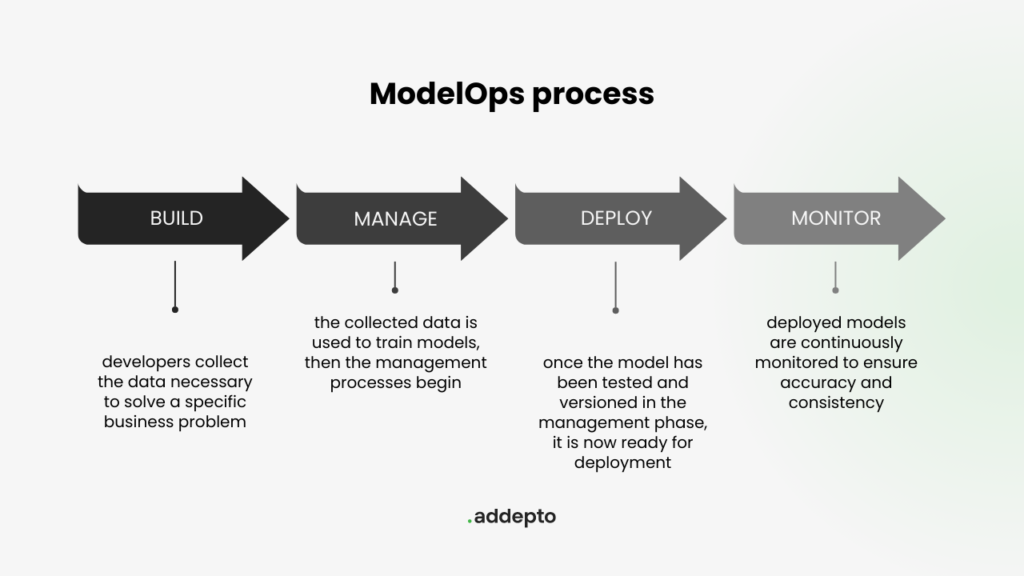 ModelOps process
BUILD
MANAGE
DEPLOY
MONITOR
developers collect
the data necessary
to solve a specific
business problem
the collected data is
used to train models,
then the management
processes begin
once the model has
been tested and
versioned in the
management phase,
it is now ready for
deployment
deployed models
are continuously
monitored to ensure
accuracy and
consistency
.addepto